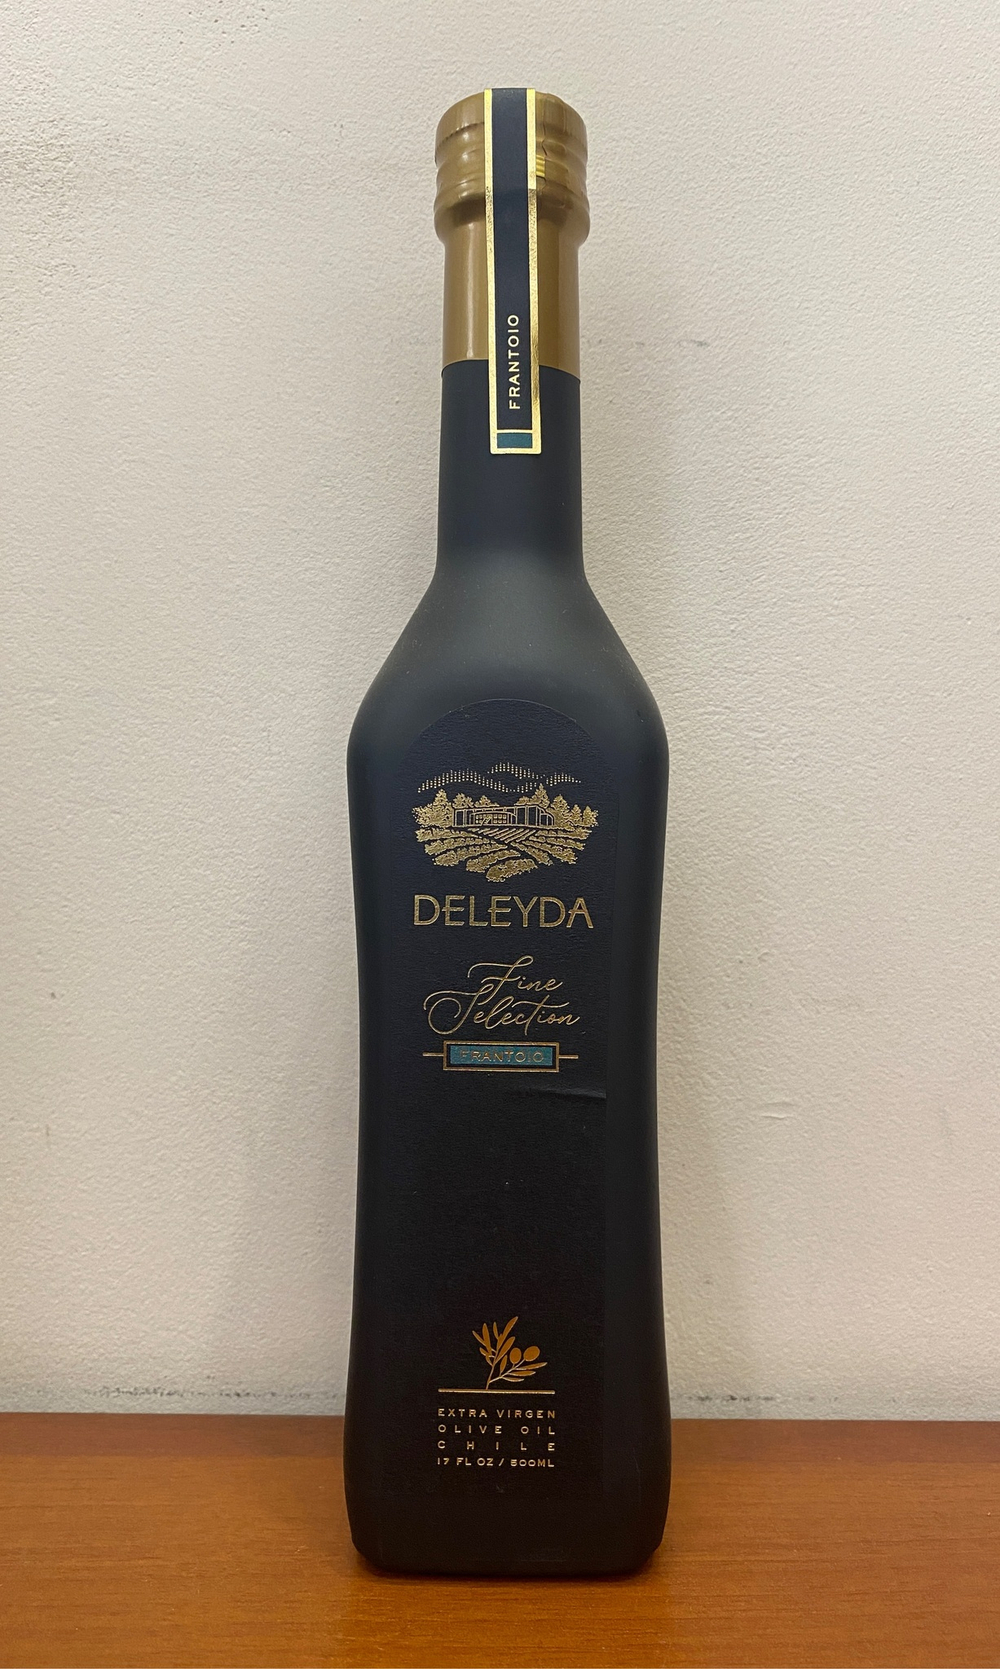 FRANTOIO
DELEYDA
Fine
Selection
FRANTOIO
EXTRA VIRGEN
OLIVE OIL
CHILE
17 FL OZ / 500ML